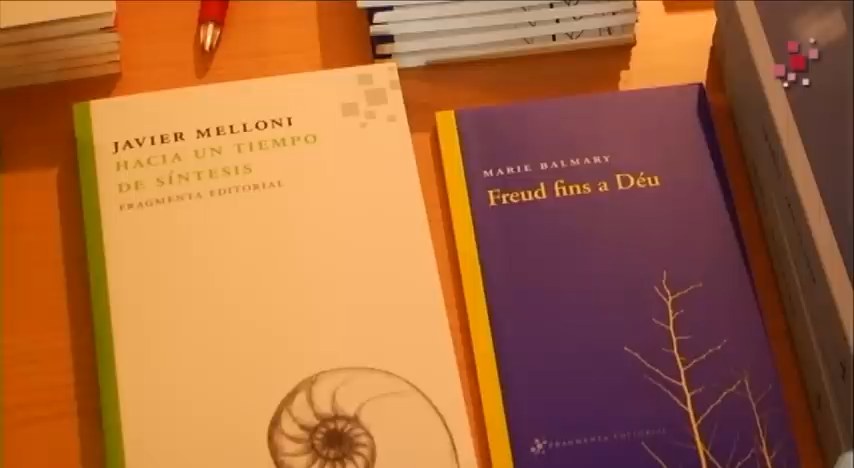 JAVIER MELLONI
HACIA UN TIEMPO
DE SÍNTESIS
FRAGMENTA EDITORIAL
MARIE BALMARY
Freud fins a Déu
FRAGMENTA EDITORIAL